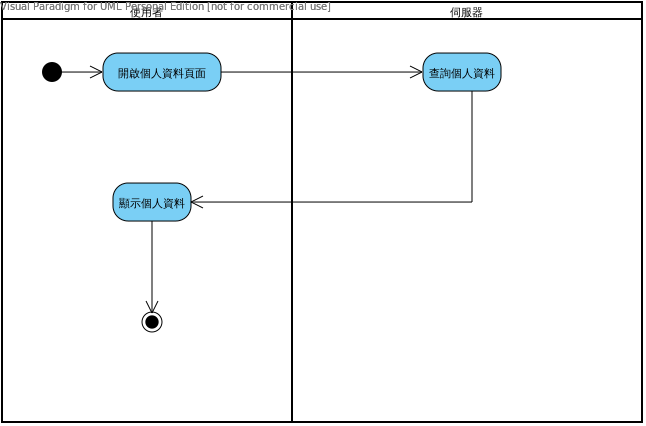 Visual Paradigm for UML Personal Edition [not for commercial use]
使用者
伺服器
開啟個人資料頁面
查詢個人資料
顯示個人資料